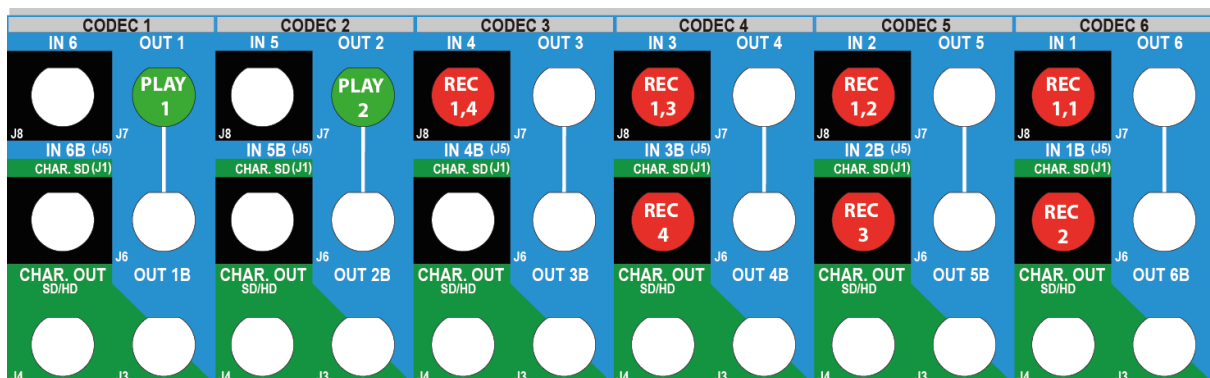 CODEC 1 CODEC 2 CODEC 3 CODEC 4 CODEC 5 CODEC 6
IN 6 OUT 1 IN 5 OUT 2 IN 4 OUT 3 IN 3 OUT 4 IN 2 OUT 5 IN 1 OUT 6
PLAY PLAY REC REC REC REC
1 2 1,4 1,3 1,2 1,1
J8 J7 J8 J7 J8 J7 J8 J7 J8 J7 J8 J7
IN 6B (J5) IN 5B (J5) IN 4B (J5) IN 3B (J5) IN 2B (J5) IN 1B (J5)
CHAR. SD (J1) CHAR. SD (J1) CHAR. SD (J1) CHAR. SD (J1) CHAR. SD (J1) CHAR. SD (J1)
REC REC REC
4 3 2
J6 J6 J6 J6 J6 J6
CHAR. OUT OUT 1B CHAR. OUT OUT 2B CHAR. OUT OUT 3B CHAR. OUT OUT 4B CHAR. OUT OUT 5B CHAR. OUT OUT 6B
SD/HD SD/HD SD/HD SD/HD SD/HD SD/HD
J4 J3 J4 J3 J4 J3 J4 J3 J4 J3 J4 J3